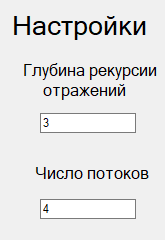 Настройки
Глубина рекурсии
отражений
3
Число потоков
4